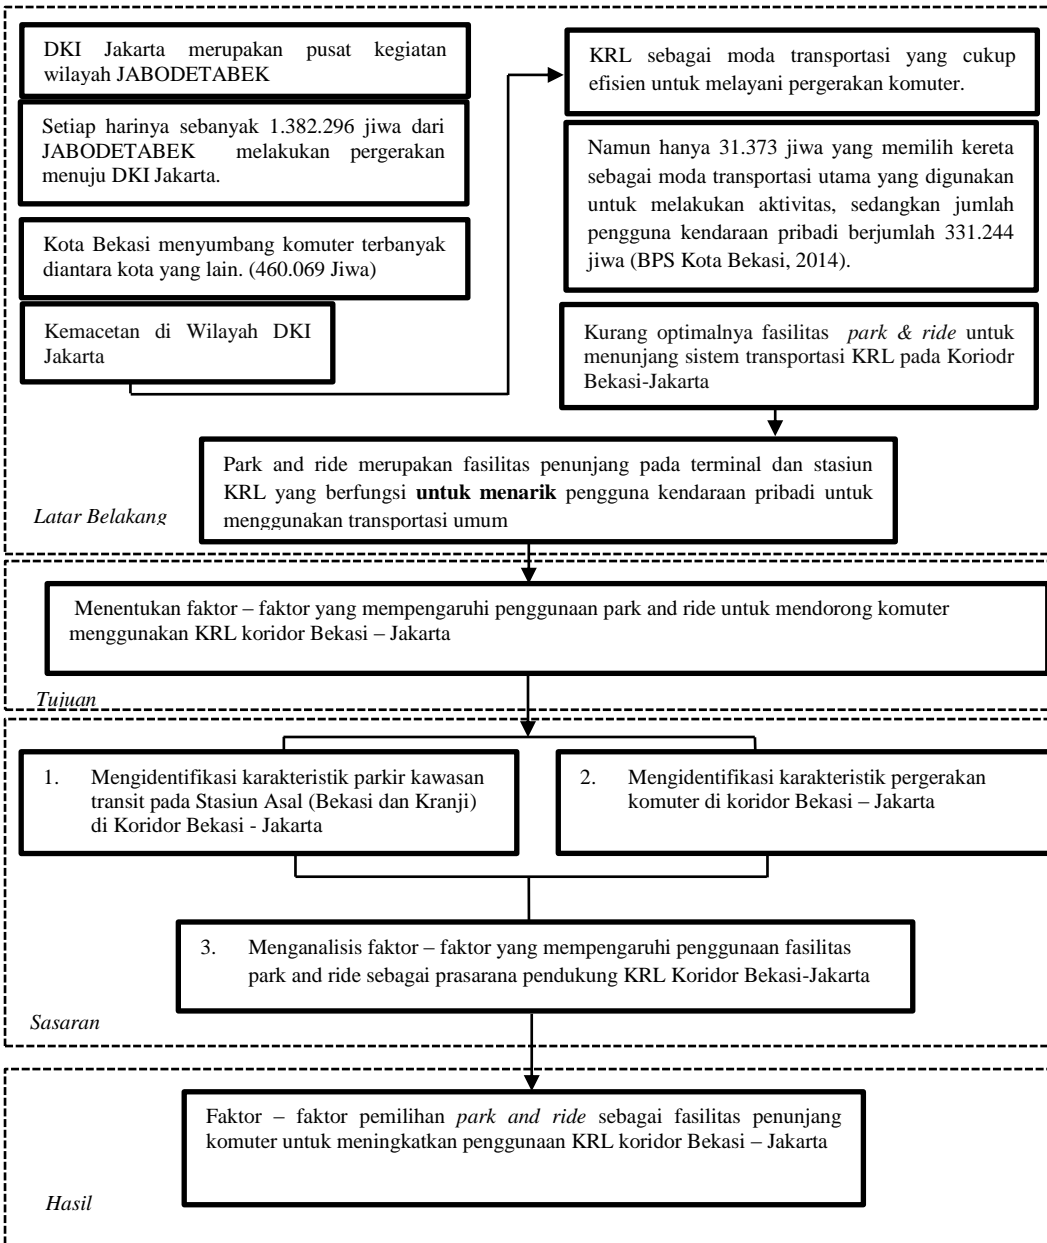 DKI Jakarta merupakan pusat kegiatan
wilayah JABODETABEK
Setiap harinya sebanyak 1.382.296 jiwa dari
JABODETABEK melakukan pergerakan
menuju DKI Jakarta.
Kota Bekasi menyumbang komuter terbanyak
diantara kota yang lain. (460.069 Jiwa)
Kemacetan di Wilayah DKI
Jakarta
KRL sebagai moda transportasi yang cukup
efisien untuk melayani pergerakan komuter.
Namun hanya 31.373 jiwa yang memilih kereta
sebagai moda transportasi utama yang digunakan
untuk melakukan aktivitas, sedangkan jumlah
pengguna kendaraan pribadi berjumlah 331.244
jiwa (BPS Kota Bekasi, 2014).
Kurang optimalnya fasilitas park & ride untuk
menunjang sistem transportasi KRL pada Koriodr
Bekasi-Jakarta
Park and ride merupakan fasilitas penunjang pada terminal dan stasiun
KRL yang berfungsi untuk menarik pengguna kendaraan pribadi untuk
menggunakan transportasi umum
Latar Belakang
Menentukan faktor – faktor yang mempengaruhi penggunaan park and ride untuk mendorong komuter
menggunakan KRL koridor Bekasi – Jakarta
Tujuan
1. Mengidentifikasi karakteristik parkir kawasan
transit pada Stasiun Asal (Bekasi dan Kranji)
di Koridor Bekasi - Jakarta
2. Mengidentifikasi karakteristik pergerakan
komuter di koridor Bekasi – Jakarta
3. Menganalisis faktor – faktor yang mempengaruhi penggunaan fasilitas
park and ride sebagai prasarana pendukung KRL Koridor Bekasi-Jakarta
Sasaran
Faktor – faktor pemilihan park and ride sebagai fasilitas penunjang
komuter untuk meningkatkan penggunaan KRL koridor Bekasi – Jakarta
Hasil